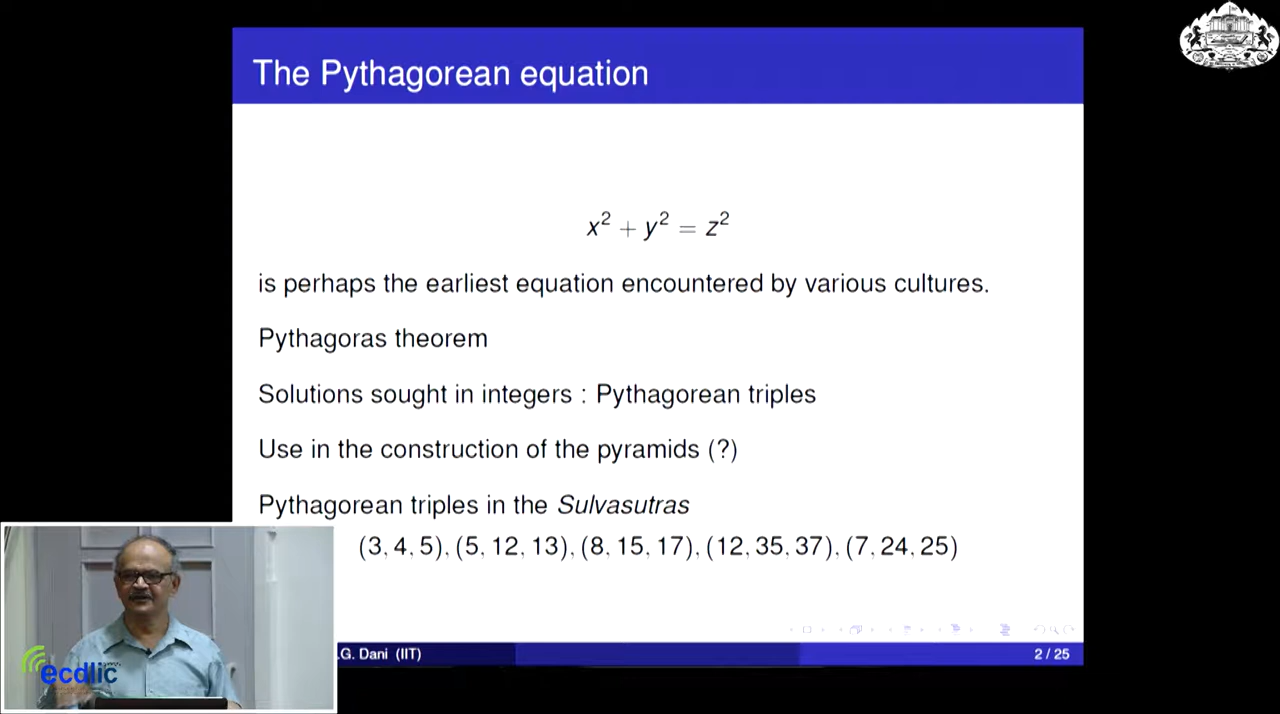 The Pythagorean equation
x² + y² = z²
is perhaps the earliest equation encountered by various cultures.
Pythagoras theorem
Solutions sought in integers : Pythagorean triples
Use in the construction of the pyramids (?)
Pythagorean triples in the Sulvasutras
(3, 4, 5), (5, 12, 13), (8, 15, 17), (12, 35, 37), (7, 24, 25)
ecdlic
.G. Dani (IIT)
2 / 25